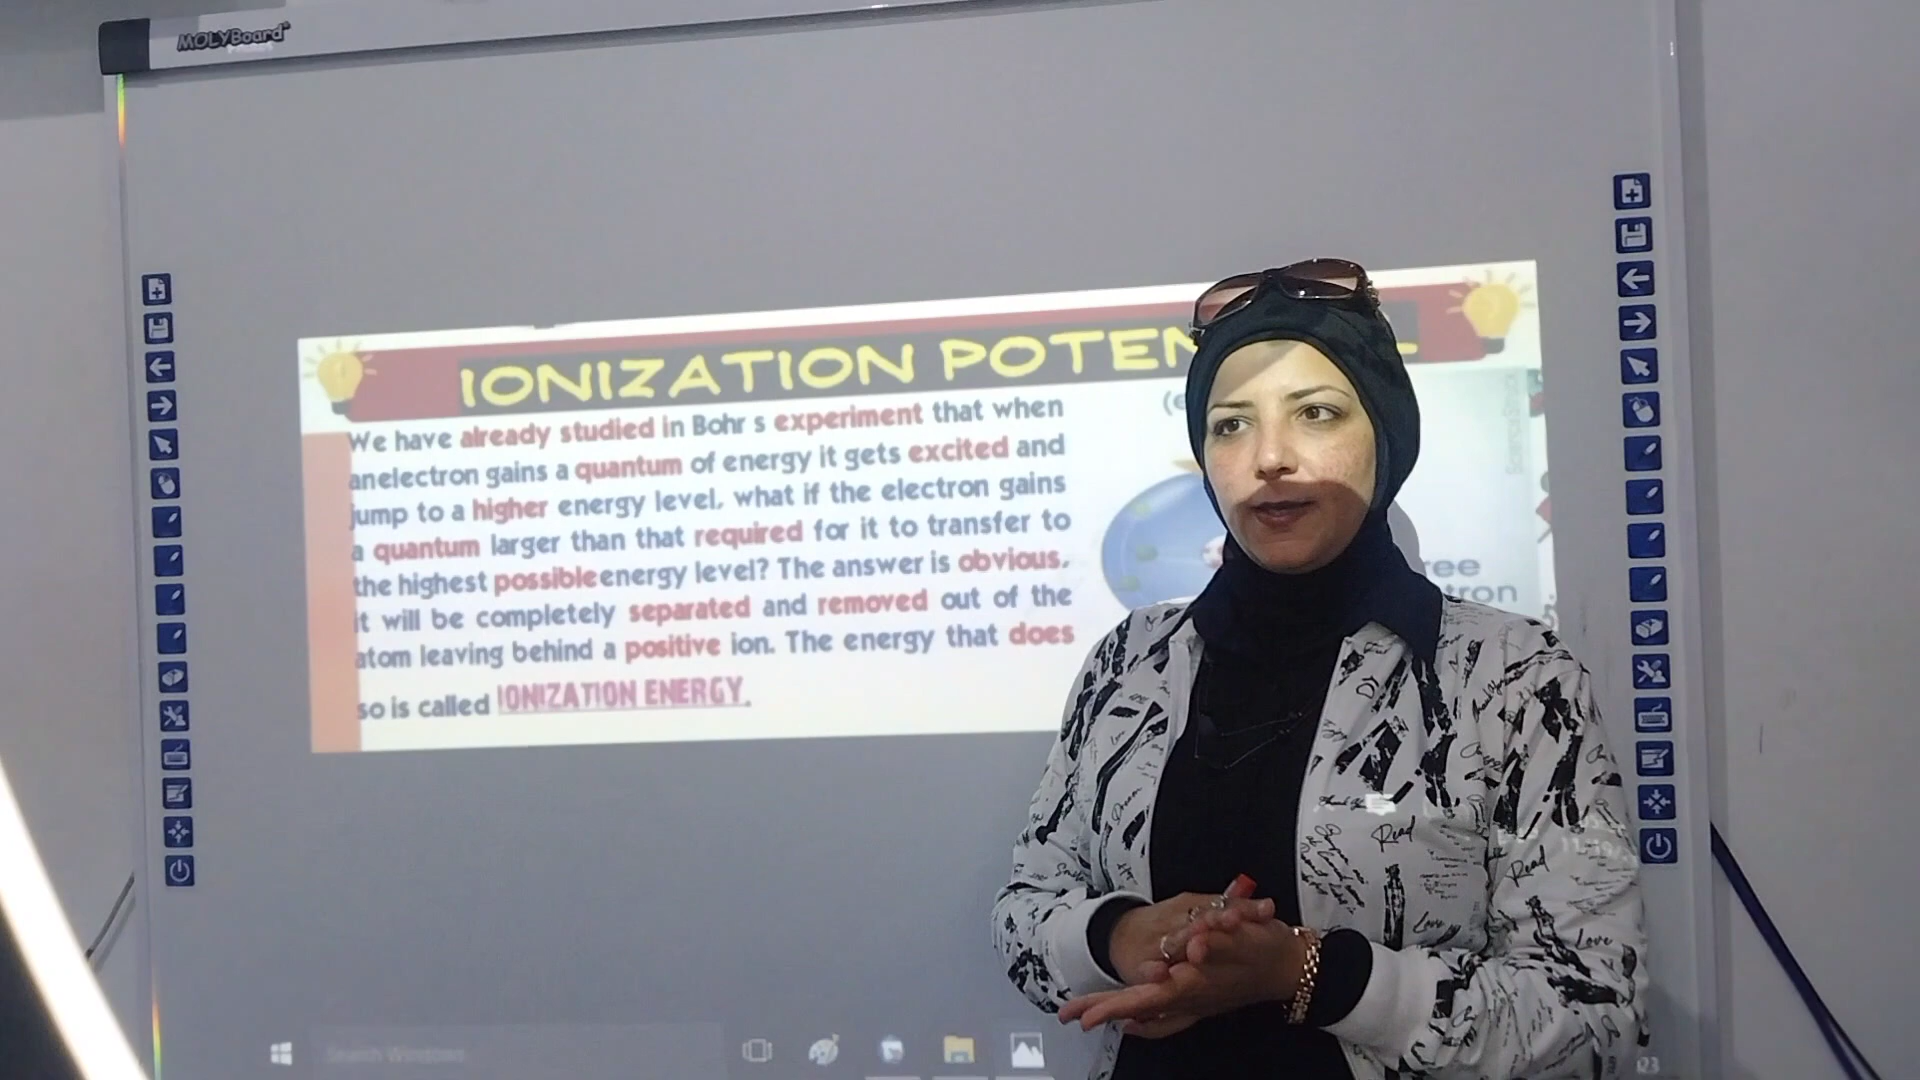 MOLYBoard
IONIZATION POTEN
We have already studied in Bohr s experiment that when
anelectron gains a quantum of energy it gets excited and
jump to a higher energy level, what if the electron gains
a quantum larger than that required for it to transfer to
the highest possible energy level? The answer is obvious,
it will be completely separated and removed out of the
atom leaving behind a positive ion. The energy that does
so is called IONIZATION ENERGY.
ree
tron
Dream
Read
Read
Love
Love
Search Windows